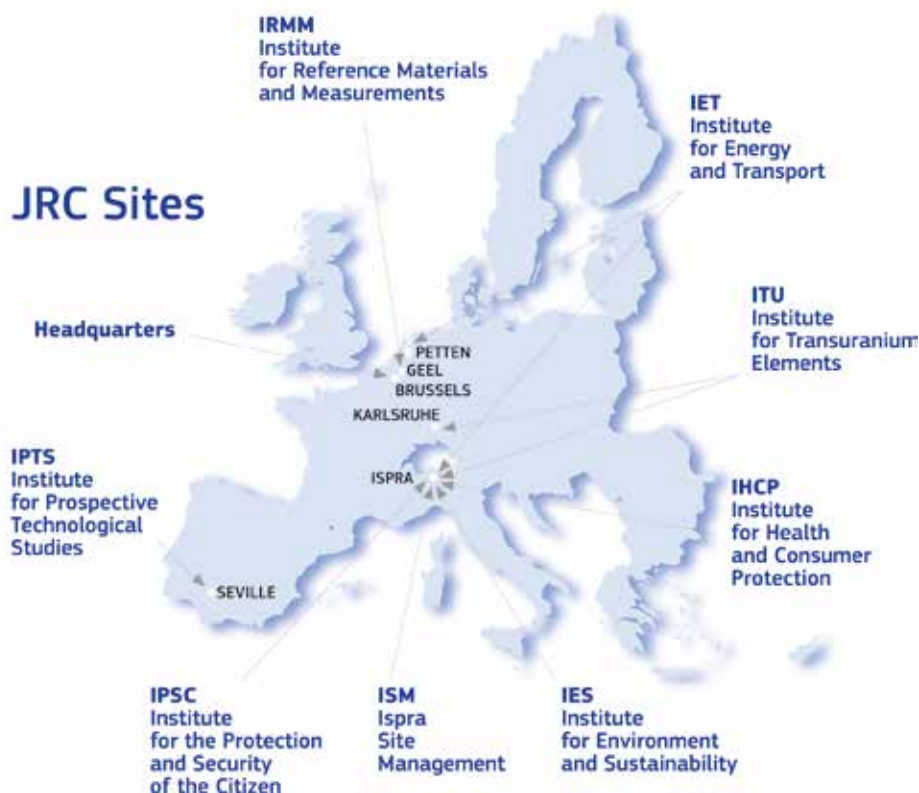 IRMM
Institute
for Reference Materials
and Measurements
IET
Institute
for Energy
and Transport
JRC Sites
ITU
Institute
for Transuranium
Elements
Headquarters
PETTEN
GEEL
BRUSSELS
KARLSRUHE
IPTS
Institute
for Prospective
Technological
Studies
ISPRA
IHCP
Institute
for Health
and Consumer
Protection
SEVILLE
IPSC
Institute
for the Protection
and Security
of the Citizen
ISM
Ispra
Site
Management
IES
Institute
for Environment
and Sustainability